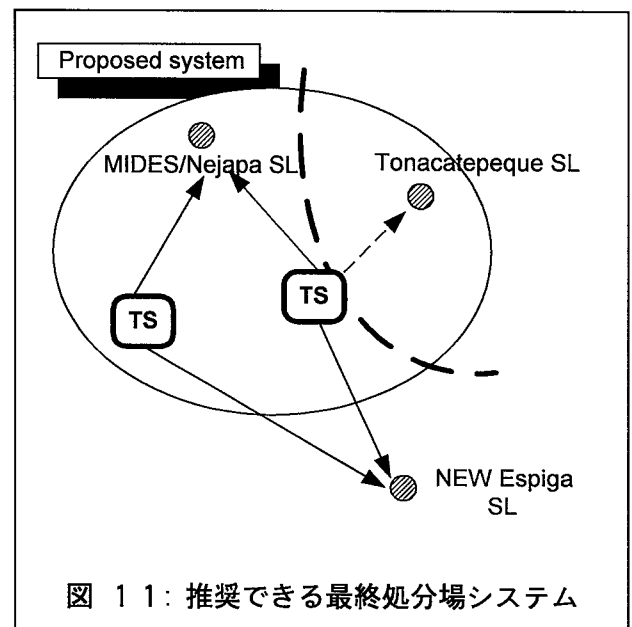 Proposed system
MIDES/Nejapa SL
Tonacatepeque SL
TS
TS
NEW Espiga
SL
図 11: 推奨できる最終処分場システム